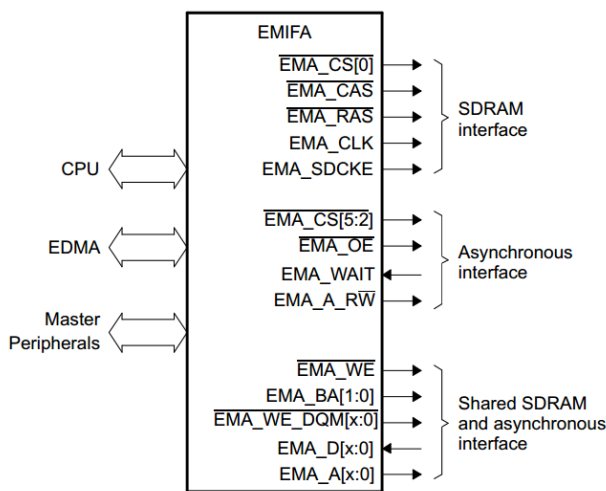 EMIFA
EMA_CS[0]
EMA_CAS
EMA_RAS
EMA_CLK
EMA_SDCKE
SDRAM
interface
CPU
EMA_CS[5:2]
EMA_OE
EMA_WAIT
EMA_A_RW
Asynchronous
interface
EDMA
Master
Peripherals
EMA_WE
EMA_BA[1:0]
EMA_WE_DQM[x:0]
EMA_D[x:0]
EMA_A[x:0]
Shared SDRAM
and asynchronous
interface